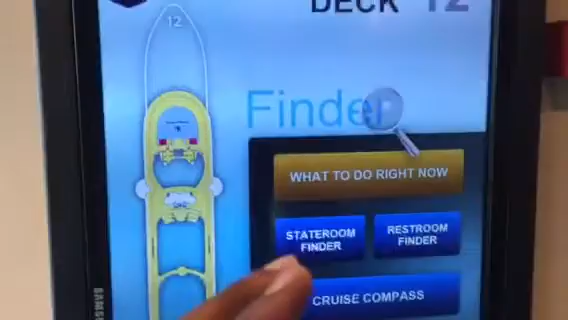 DECK 12
12
Finder
WHAT TO DO RIGHT NOW
STATEROOM
FINDER
RESTROOM
FINDER
CRUISE COMPASS
SAMSUNG